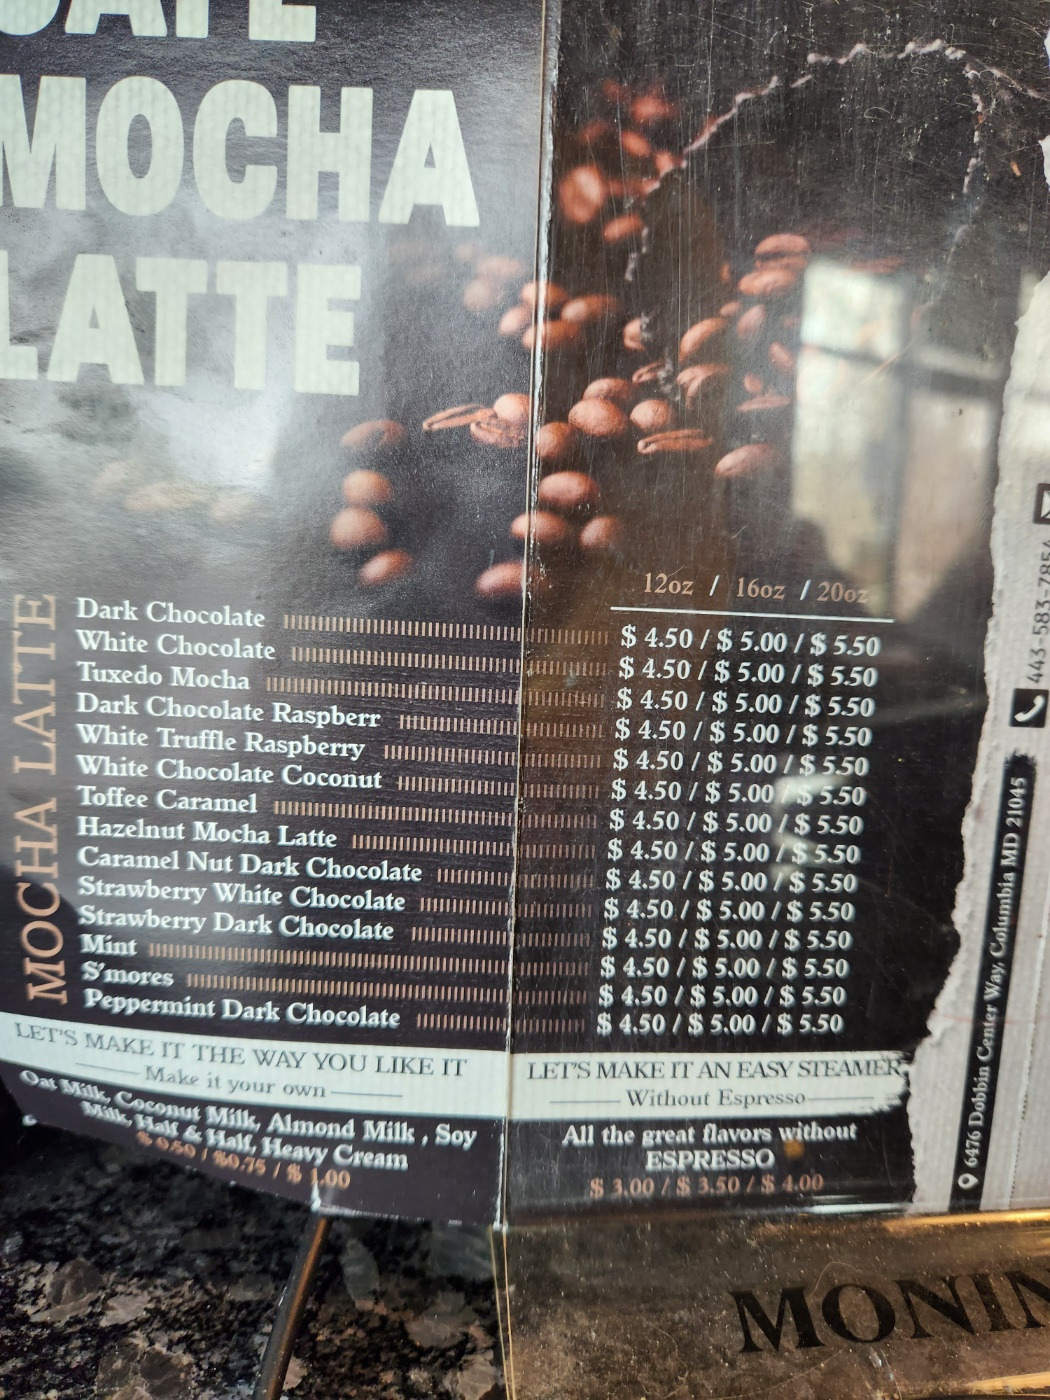 CAFE
MOCHA
LATTE
12oz / 16oz / 20oz
MOCHA LATTE
Dark Chocolate $ 4.50 / $ 5.00 / $ 5.50
White Chocolate $ 4.50 / $ 5.00 / $ 5.50
Tuxedo Mocha $ 4.50 / $ 5.00 / $ 5.50
Dark Chocolate Raspberr $ 4.50 / $ 5.00 / $ 5.50
White Truffle Raspberry $ 4.50 / $ 5.00 / $ 5.50
White Chocolate Coconut $ 4.50 / $ 5.00 / $ 5.50
Toffee Caramel $ 4.50 / $ 5.00 / $ 5.50
Hazelnut Mocha Latte $ 4.50 / $ 5.00 / $ 5.50
Caramel Nut Dark Chocolate $ 4.50 / $ 5.00 / $ 5.50
Strawberry White Chocolate $ 4.50 / $ 5.00 / $ 5.50
Strawberry Dark Chocolate $ 4.50 / $ 5.00 / $ 5.50
Mint $ 4.50 / $ 5.00 / $ 5.50
S'mores $ 4.50 / $ 5.00 / $ 5.50
Peppermint Dark Chocolate $ 4.50 / $ 5.00 / $ 5.50
LET'S MAKE IT THE WAY YOU LIKE IT
Make it your own
Oat Milk, Coconut Milk, Almond Milk , Soy
Milk, Half & Half, Heavy Cream
$ 0.50 / $0.75 / $ 1.00
LET'S MAKE IT AN EASY STEAMER
Without Espresso
All the great flavors without
ESPRESSO
$ 3.00 / $ 3.50 / $ 4.00
443-583-7854
6476 Dobbin Center Way, Columbia MD 21045
MONIN